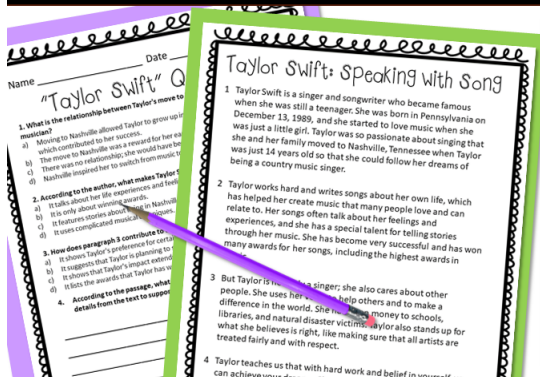 Name
Date
"Taylor Swift" Q
1. What is the relationship between Taylor's move to
musician?
a) Moving to Nashville allowed Taylor to grow up in
which contributed to her success.
b) The move to Nashville was a reward for her ea
c) There was no relationship; she would have be
d) Nashville inspired her to switch from music t
2. According to the author, what makes Taylor S
a) It talks about her life experiences and feeli
b) It is only about winning awards.
c) It features stories about being in Nashvill
d) It uses complicated musical techniques.
3. How does paragraph 3 contribute to
a) It shows Taylor's preference for certai
b) It suggests that Taylor is planning to
c) It shows that Taylor's impact extend
d) It lists the awards that Taylor has w
4. According to the passage, what
details from the text to suppor
Taylor Swift: Speaking with Song
1 Taylor Swift is a singer and songwriter who became famous
when she was still a teenager. She was born in Pennsylvania on
December 13, 1989, and she started to love music when she
was just a little girl. Taylor was so passionate about singing that
she and her family moved to Nashville, Tennessee when Taylor
was just 14 years old so that she could follow her dreams of
being a country music singer.
2 Taylor works hard and writes songs about her own life, which
has helped her create music that many people love and can
relate to. Her songs often talk about her feelings and
experiences, and she has a special talent for telling stories
through her music. She has become very successful and has won
many awards for her songs, including the highest awards in
3 But Taylor is a singer; she also cares about other
people. She uses her help others and to make a
difference in the world. She money to schools,
libraries, and natural disaster victims. Taylor also stands up for
what she believes is right, like making sure that all artists are
treated fairly and with respect.
4 Taylor teaches us that with hard work and belief in yourself
can achieve your